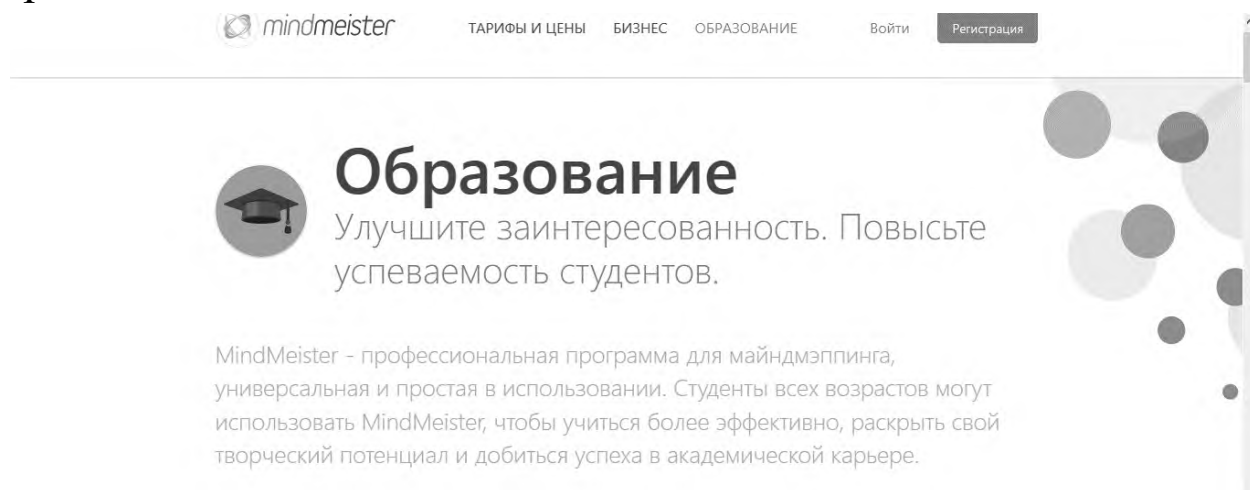 mindmeister ТАРИФЫ И ЦЕНЫ БИЗНЕС ОБРАЗОВАНИЕ Войти Регистрация
Образование
Улучшите заинтересованность. Повысьте
успеваемость студентов.
MindMeister - профессиональная программа для майндмэппинга,
универсальная и простая в использовании. Студенты всех возрастов могут
использовать MindMeister, чтобы учиться более эффективно, раскрыть свой
творческий потенциал и добиться успеха в академической карьере.